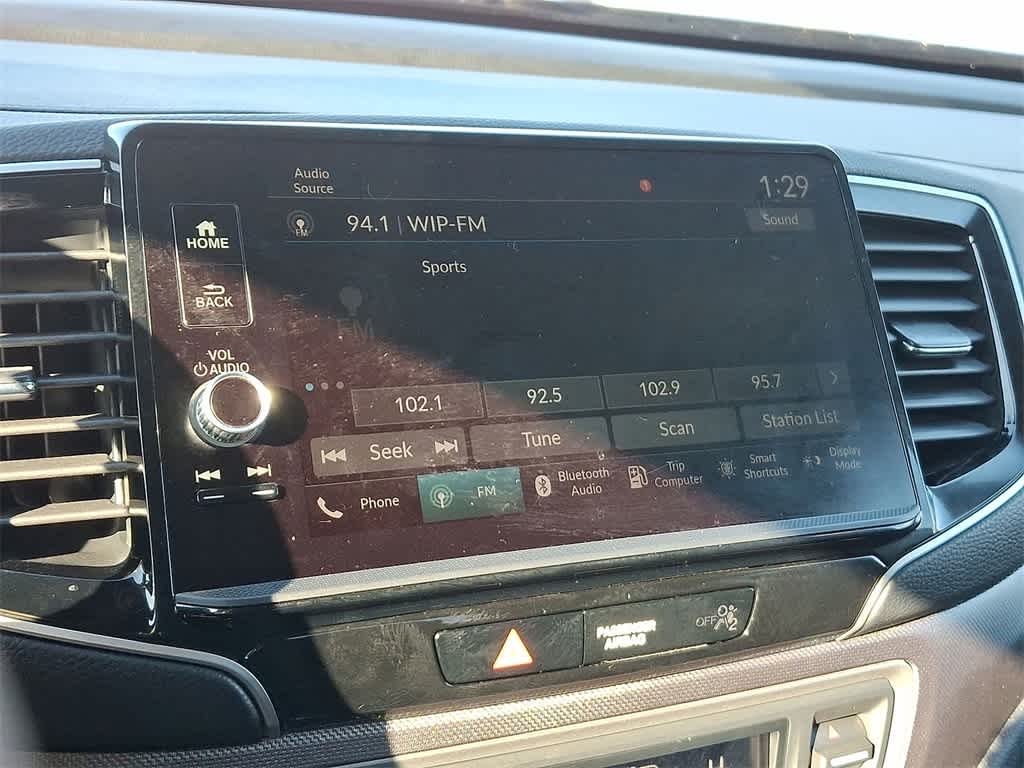 Audio
Source
1:29
FM
94.1 | WIP-FM
Sound
HOME
Sports
BACK
FM
VOL
AUDIO
102.1
92.5
102.9
95.7
Seek
Tune
Scan
Station List
Phone
FM
Bluetooth
Audio
Trip
Computer
Smart
Shortcuts
Display
Mode
PASSENGER
AIRBAG
OFF
2